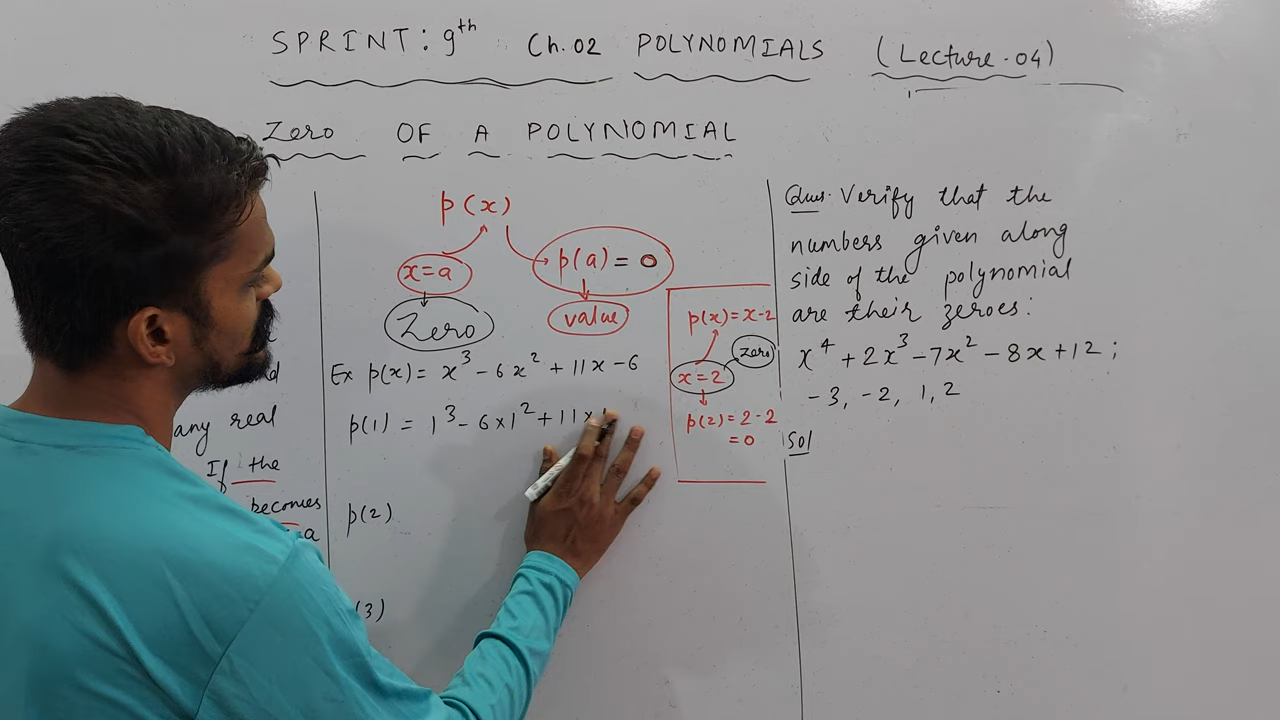 SPRINT: 9th Ch.02 POLYNOMIALS (Lecture-04)
Zero OF A POLYNOMIAL
any real
If the
becomes
a
p(x)
x=a
p(a) = 0
Zero
value
Ex p(x) = x³ - 6x² + 11x - 6
p(1) = 1³ - 6×1² + 11×
p(2)
(3)
p(x) = x-2
zero
x=2
p(2) = 2-2
= 0
Ques. Verify that the
numbers given along
side of the polynomial
are their zeroes:
x⁴ + 2x³ - 7x² - 8x + 12 ;
-3, -2, 1, 2
Sol